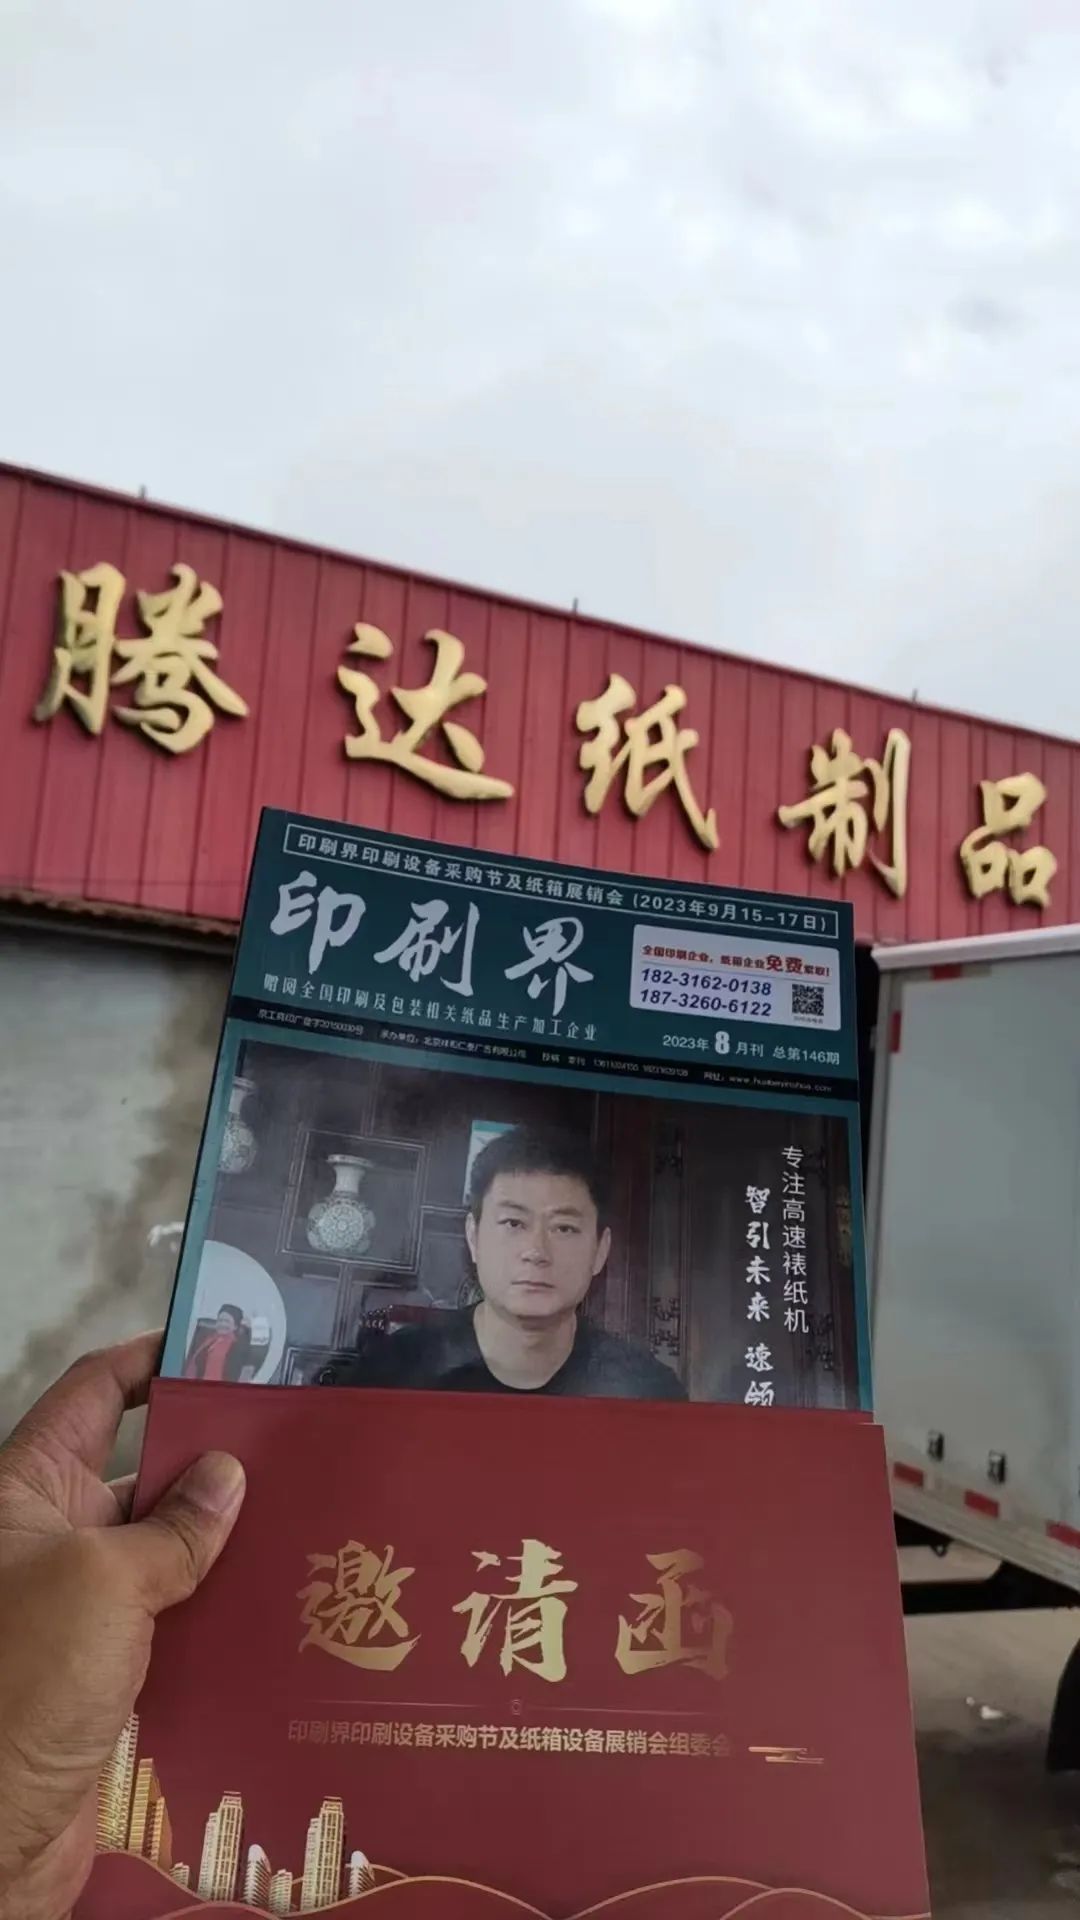 腾达纸制品
印刷界印刷设备采购节及纸箱展销会(2023年9月15-17日)
印刷界
全国印刷企业，纸箱企业免费索取!
182-3162-0138
187-3260-6122
赠阅全国印刷及包装相关纸品生产加工企业
2023年8月刊 总第146期
专注高速裱纸机
智引未来 速领
邀请函
印刷界印刷设备采购节及纸箱设备展销会组委会